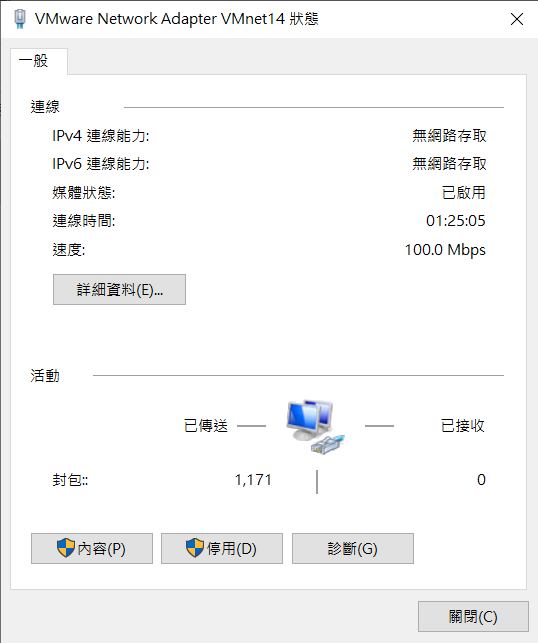 VMware Network Adapter VMnet14 狀態
一般
連線
IPv4 連線能力: 無網路存取
IPv6 連線能力: 無網路存取
媒體狀態: 已啟用
連線時間: 01:25:05
速度: 100.0 Mbps
詳細資料(E)...
活動
已傳送 已接收
封包:: 1,171 0
內容(P) 停用(D) 診斷(G)
關閉(C)